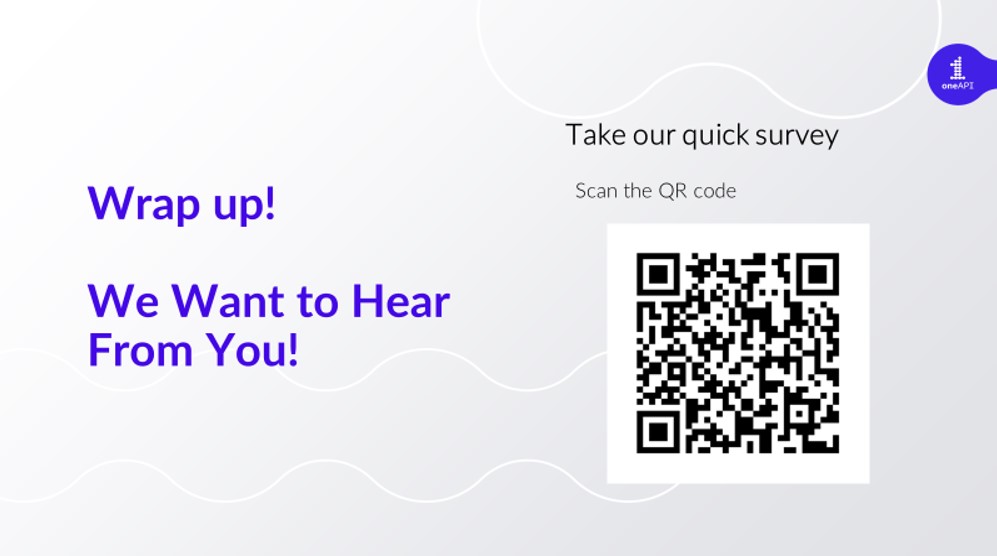 Wrap up!
We Want to Hear
From You!
Take our quick survey
Scan the QR code
oneAPI